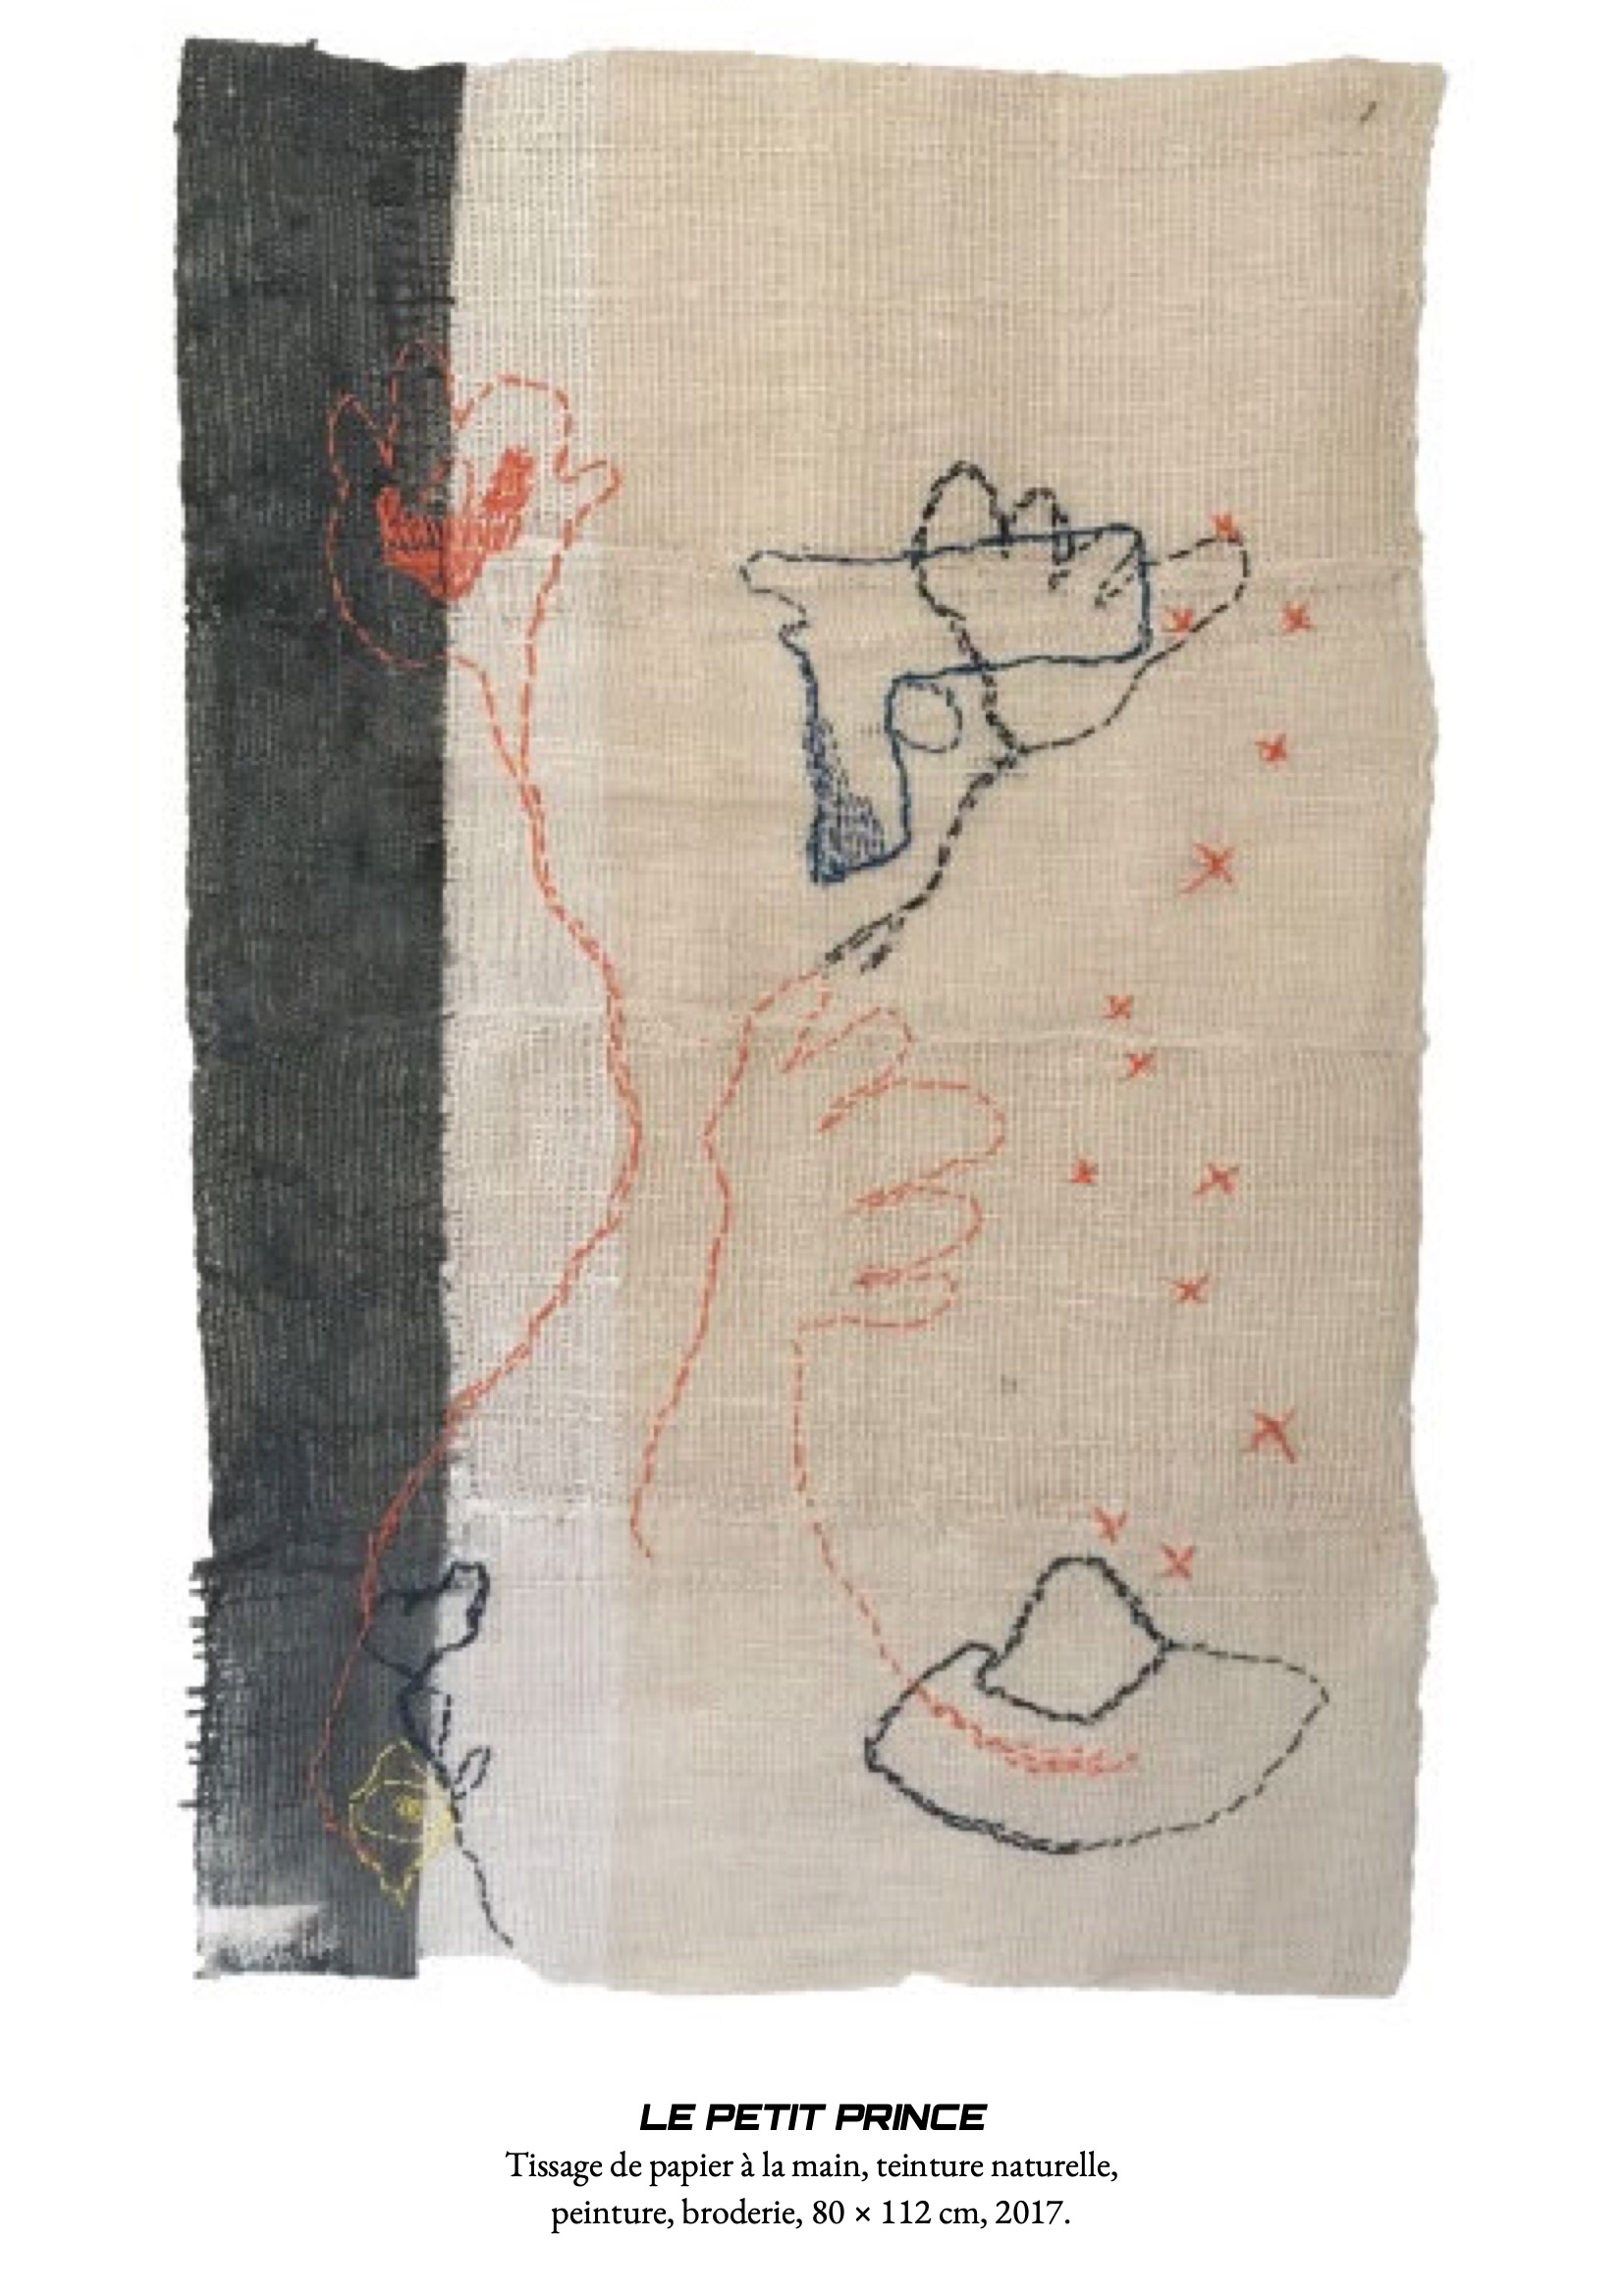 LE PETIT PRINCE
Tissage de papier à la main, teinture naturelle,
peinture, broderie, 80 × 112 cm, 2017.